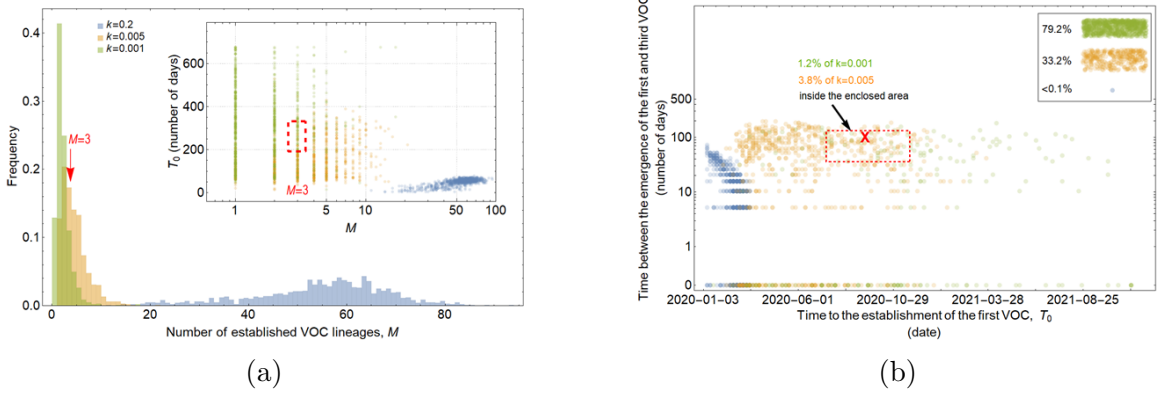 0.4
0.3
0.2
0.1
0.0
Frequency
k=0.2
k=0.005
k=0.001
M=3
0 20 40 60 80
Number of established VOC lineages, M
T0 (number of days)
600
400
200
0
M=3
1 2 5 10 50 100
M
(a)
Time between the emergence of the first and third VOC
(number of days)
500
100
10
1
0
1.2% of k=0.001
3.8% of k=0.005
inside the enclosed area
X
79.2%
33.2%
<0.1%
2020-01-03 2020-06-01 2020-10-29 2021-03-28 2021-08-25
Time to the establishment of the first VOC, T0
(date)
(b)